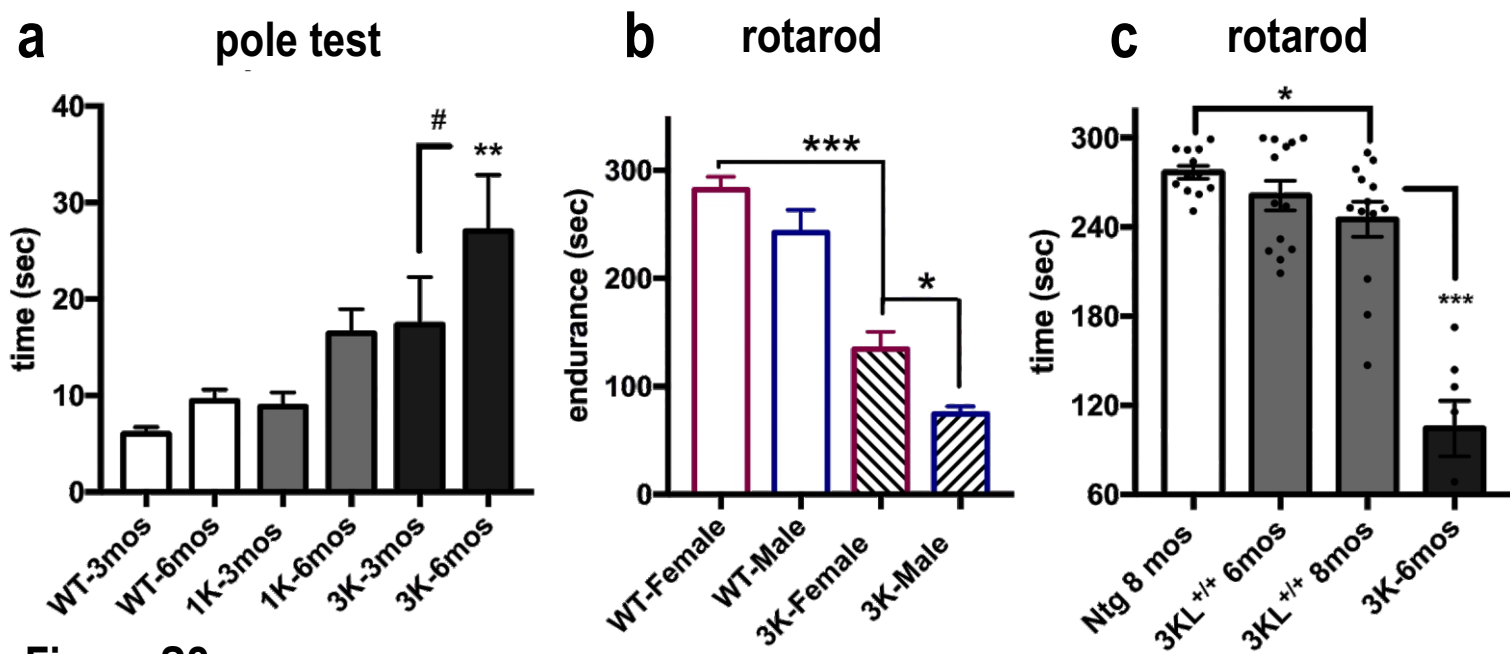 a pole test
40
30
20
10
0
time (sec)
#
**
WT-3mos
WT-6mos
1K-3mos
1K-6mos
3K-3mos
3K-6mos
b rotarod
300
200
100
0
endurance (sec)
***
*
WT-Female
WT-Male
3K-Female
3K-Male
c rotarod
300
240
180
120
60
time (sec)
*
***
Ntg 8 mos
3KL+/+ 6mos
3KL+/+ 8mos
3K-6mos